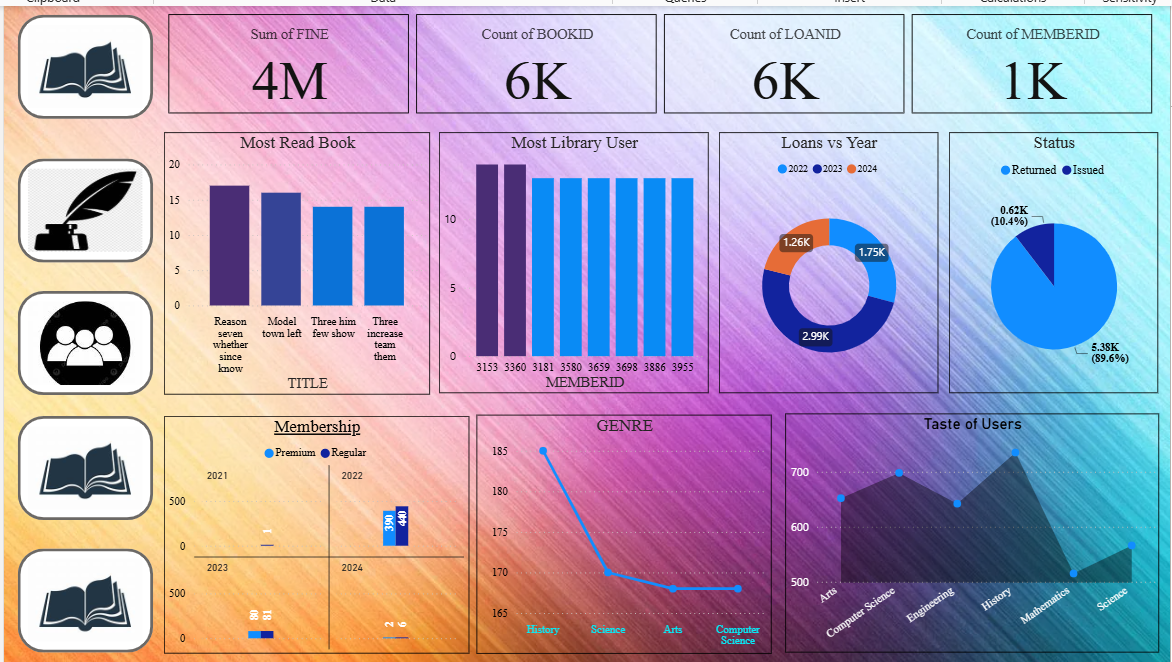 Clipboard Data Queries Insert Calculations Sensitivity
Sum of FINE
4M
Count of BOOKID
6K
Count of LOANID
6K
Count of MEMBERID
1K
Most Read Book
20
15
10
5
0
Reason seven whether since know
Model town left
Three him few show
Three increase team them
TITLE
Most Library User
10
5
0
3153 3360 3181 3580 3659 3698 3886 3955
MEMBERID
Loans vs Year
2022 2023 2024
1.26K
1.75K
2.99K
Status
Returned Issued
0.62K
(10.4%)
5.38K
(89.6%)
Membership
Premium Regular
2021
2022
500
0
1
390
440
2023
2024
500
0
80
81
2
6
GENRE
185
180
175
170
165
History
Science
Arts
Computer Science
Taste of Users
700
600
500
Arts
Computer Science
Engineering
History
Mathematics
Science